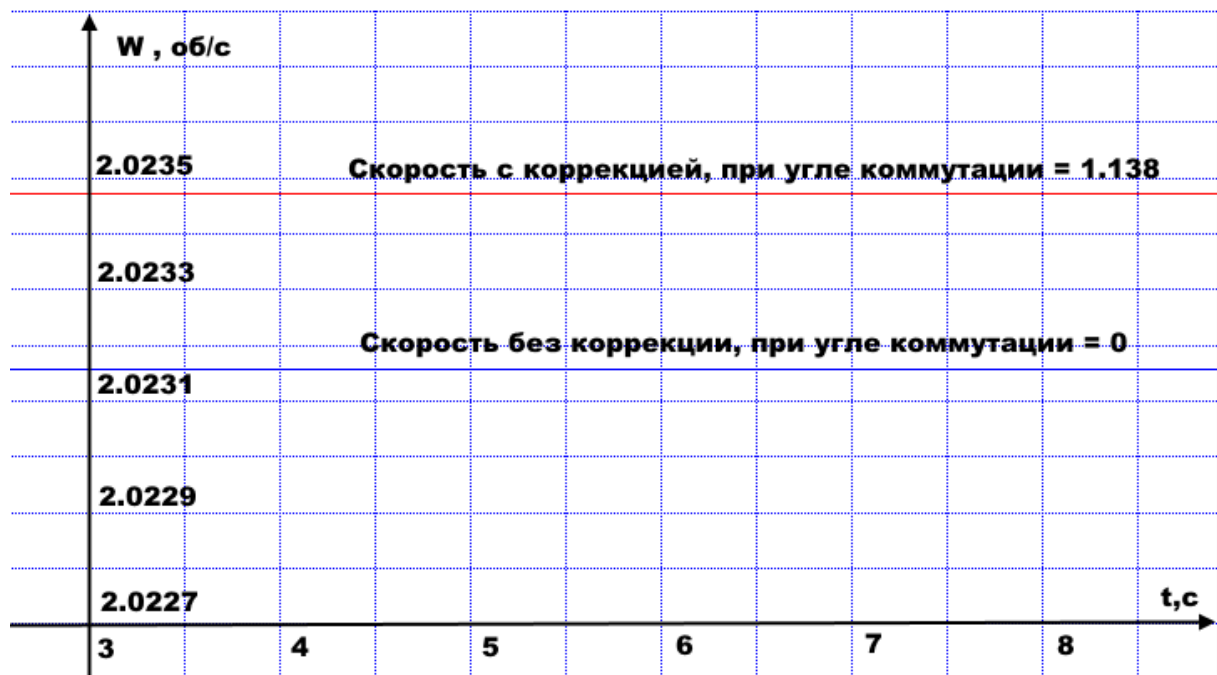 W , об/с
2.0235
Скорость с коррекцией, при угле коммутации = 1.138
2.0233
Скорость без коррекции, при угле коммутации = 0
2.0231
2.0229
2.0227
t,c
3 4 5 6 7 8